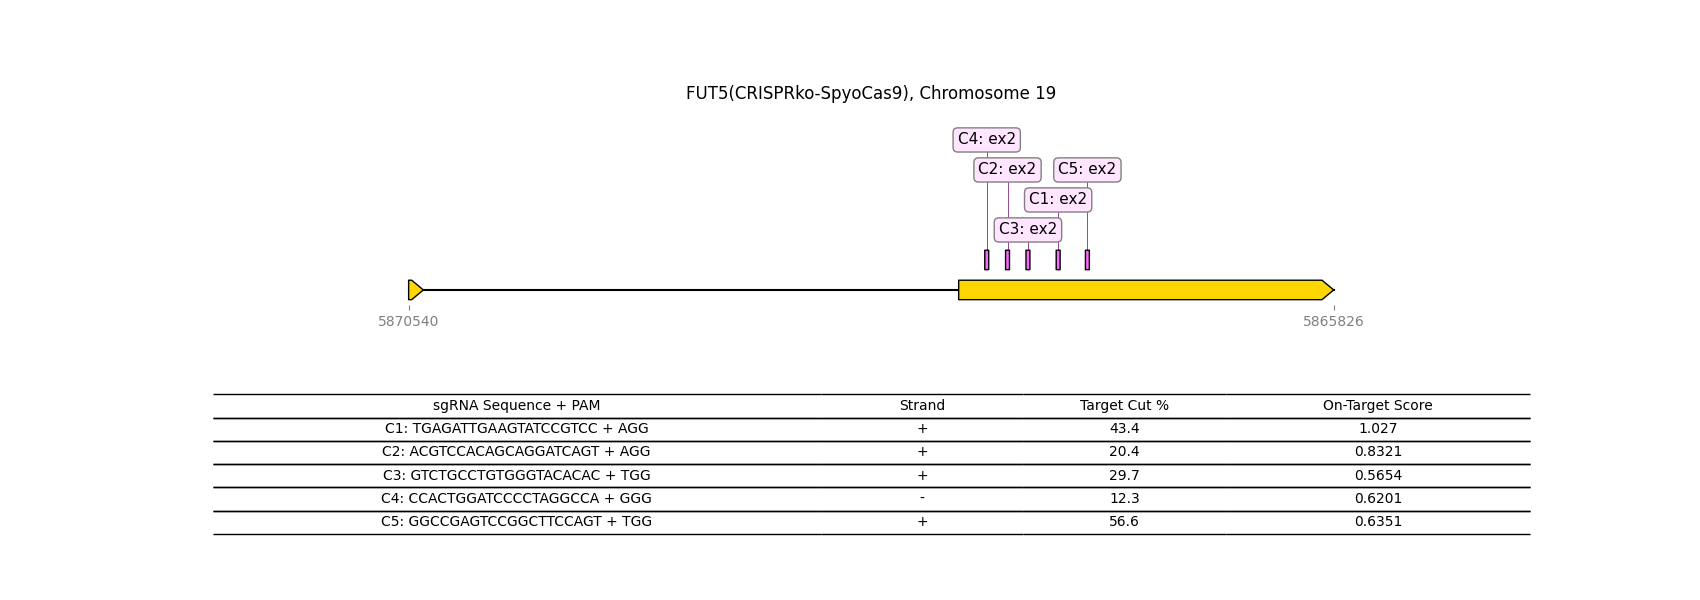 FUT5(CRISPRko-SpyoCas9), Chromosome 19
C4: ex2
C2: ex2 C5: ex2
C1: ex2
C3: ex2
5870540 5865826
sgRNA Sequence + PAM Strand Target Cut % On-Target Score
C1: TGAGATTGAAGTATCCGTCC + AGG + 43.4 1.027
C2: ACGTCCACAGCAGGATCAGT + AGG + 20.4 0.8321
C3: GTCTGCCTGTGGGTACACAC + TGG + 29.7 0.5654
C4: CCACTGGATCCCCTAGGCCA + GGG - 12.3 0.6201
C5: GGCCGAGTCCGGCTTCCAGT + TGG + 56.6 0.6351